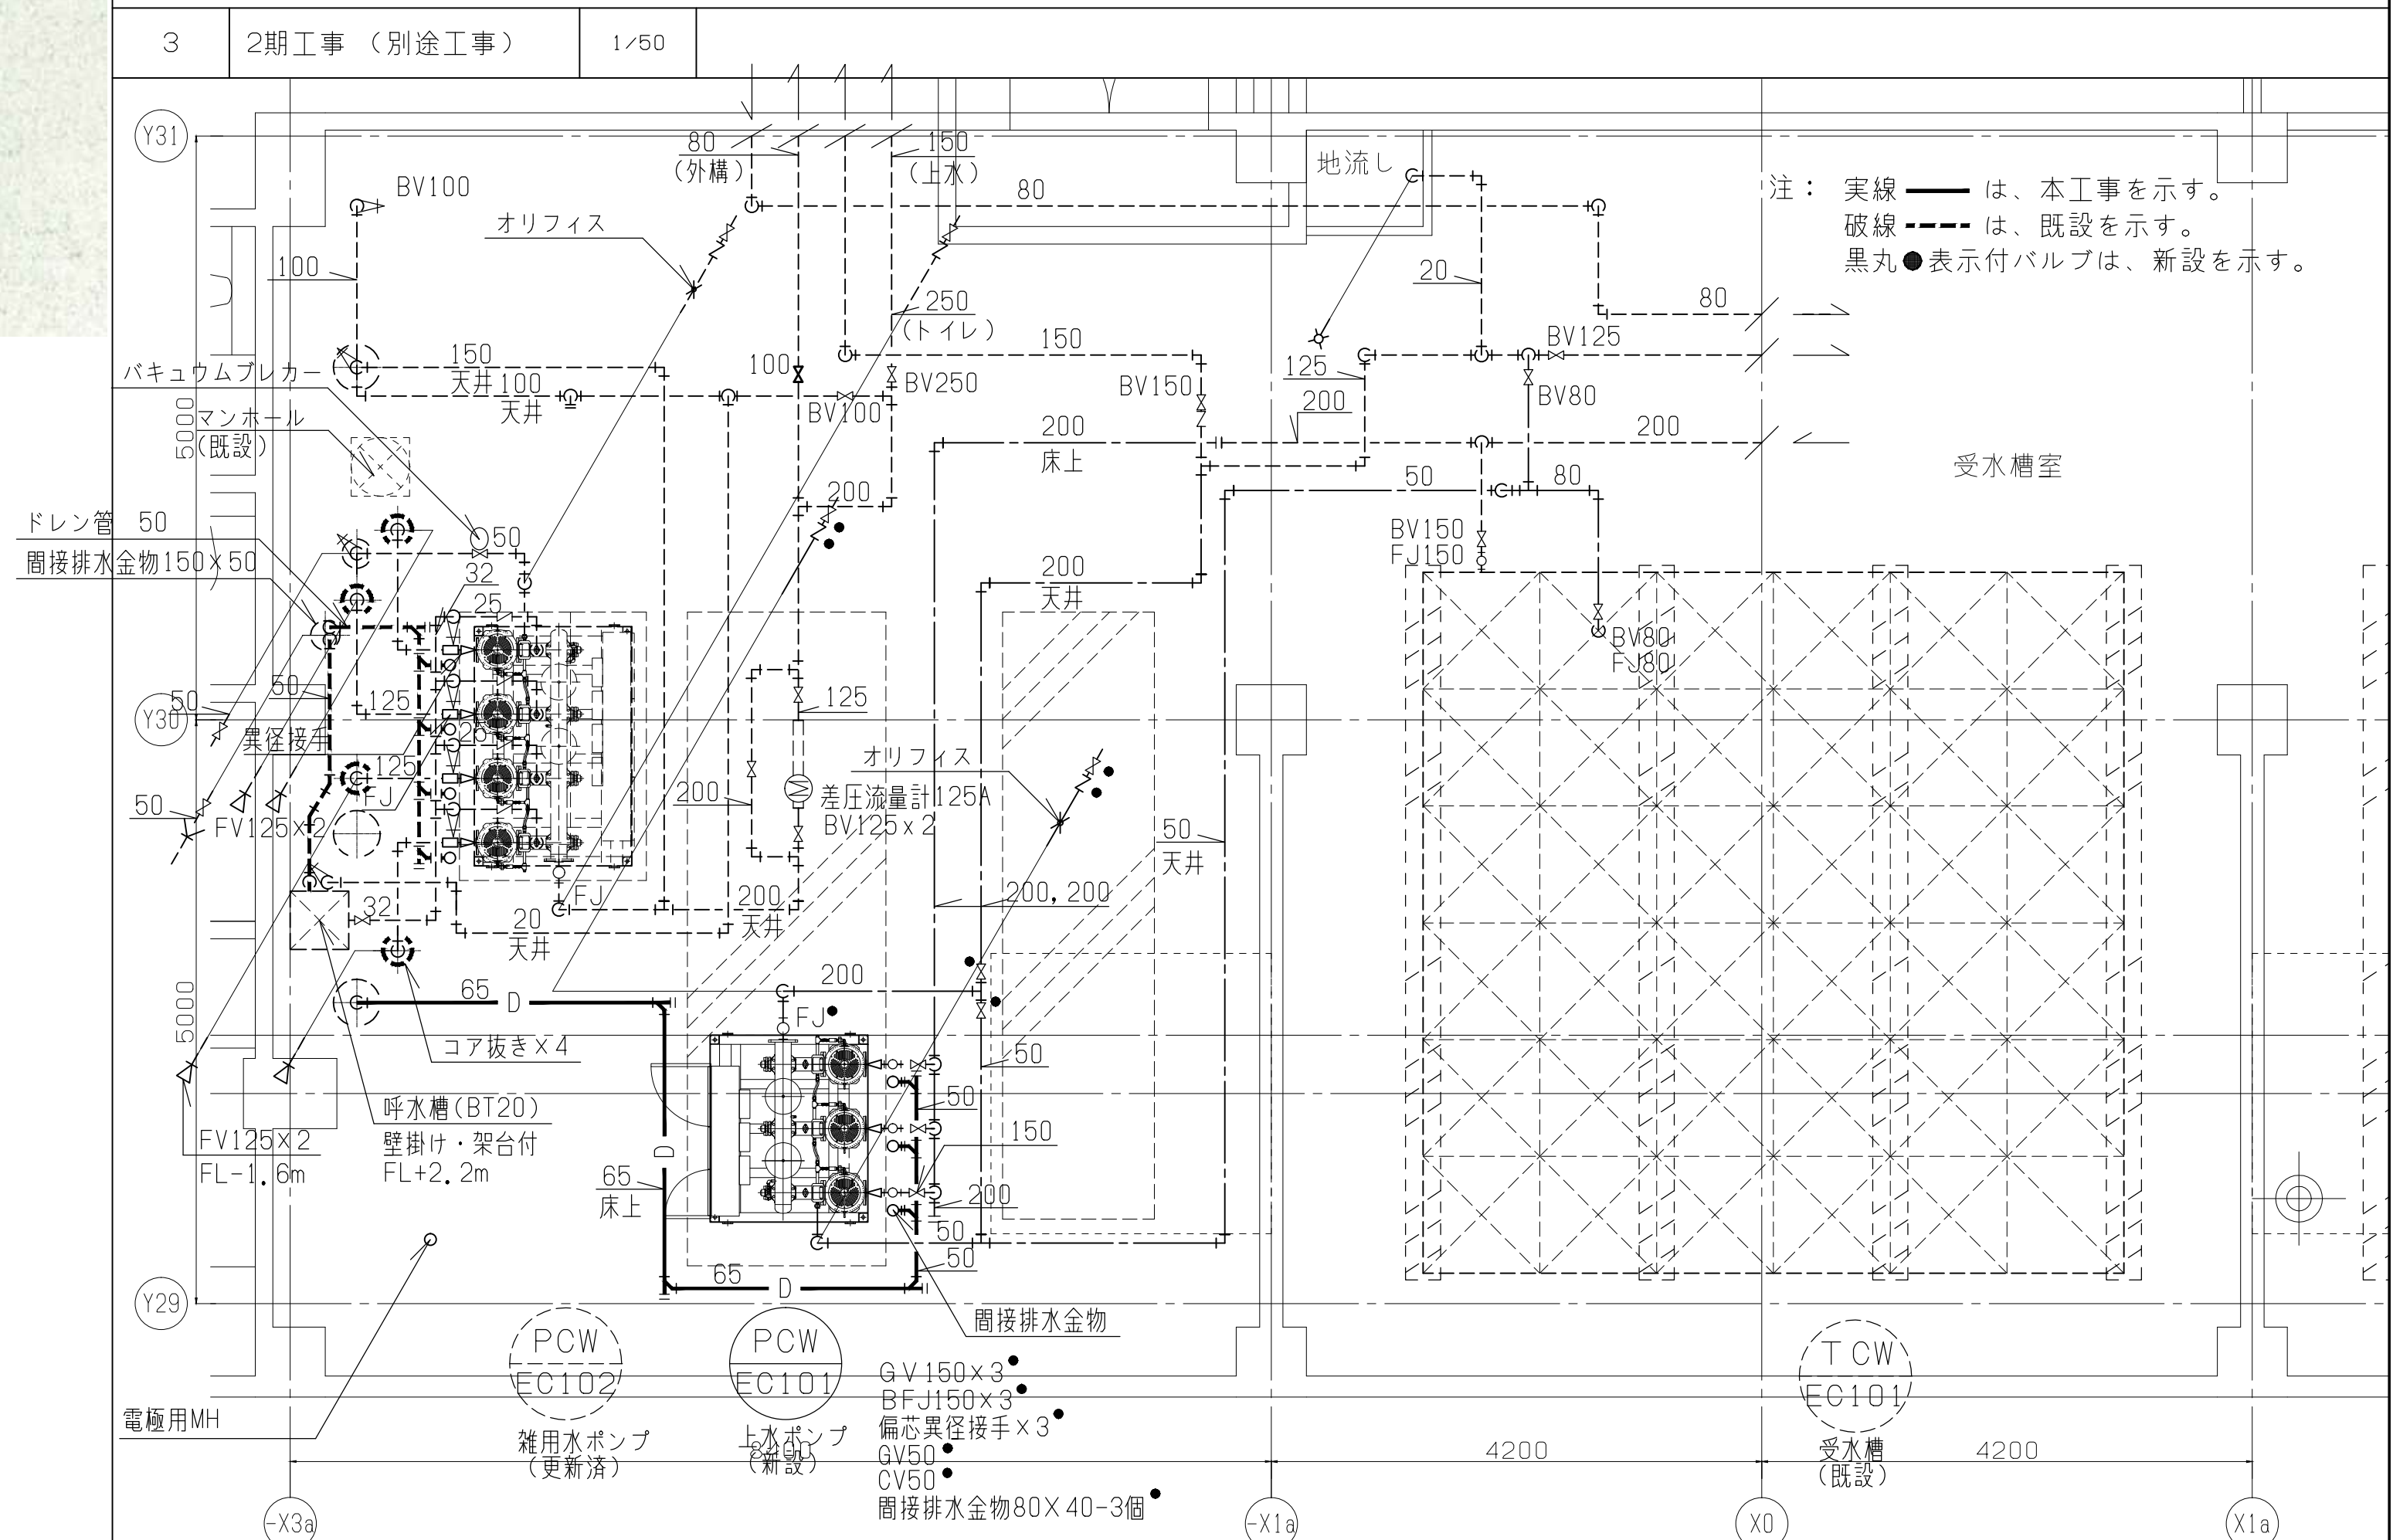 3 2期工事 （別途工事） 1/50
Y31
80
(外構)
150
(上水)
地流し
注： 実線 は、本工事を示す。
破線 は、既設を示す。
黒丸●表示付バルブは、新設を示す。
BV100
80
オリフィス
100
20
80
250
(トイレ)
BV125
150
天井
100
天井
150
100
BV250
BV100
BV150
125
200
BV80
バキュウムブレカー
マンホール
(既設)
5000
200
床上
200
受水槽室
50
80
200
ドレン管 50
間接排水金物150×50
50
32
25
BV150
FJ150
200
天井
BV80
FJ80
50
Y30
50
125
異径接手
25
125
FJ
125
オリフィス
200
差圧流量計125A
BV125x2
50
FV125×2
50
天井
FJ
200
天井
200,200
32
20
天井
65
D
200
FJ●
5000
コア抜き×4
50
呼水槽(BT20)
壁掛け・架台付
FL+2.2m
FV125×2
FL-1.6m
50
150
D
65
床上
200
50
50
65
D
Y29
間接排水金物
PCW
EC102
雑用水ポンプ
(更新済)
PCW
EC101
上水ポンプ
(新設)
GV150×3●
BFJ150×3●
偏芯異径接手×3●
GV50●
CV50●
間接排水金物80×40-3個●
TCW
EC101
受水槽
(既設)
電極用MH
4200
4200
-X3a
-X1a
X0
X1a